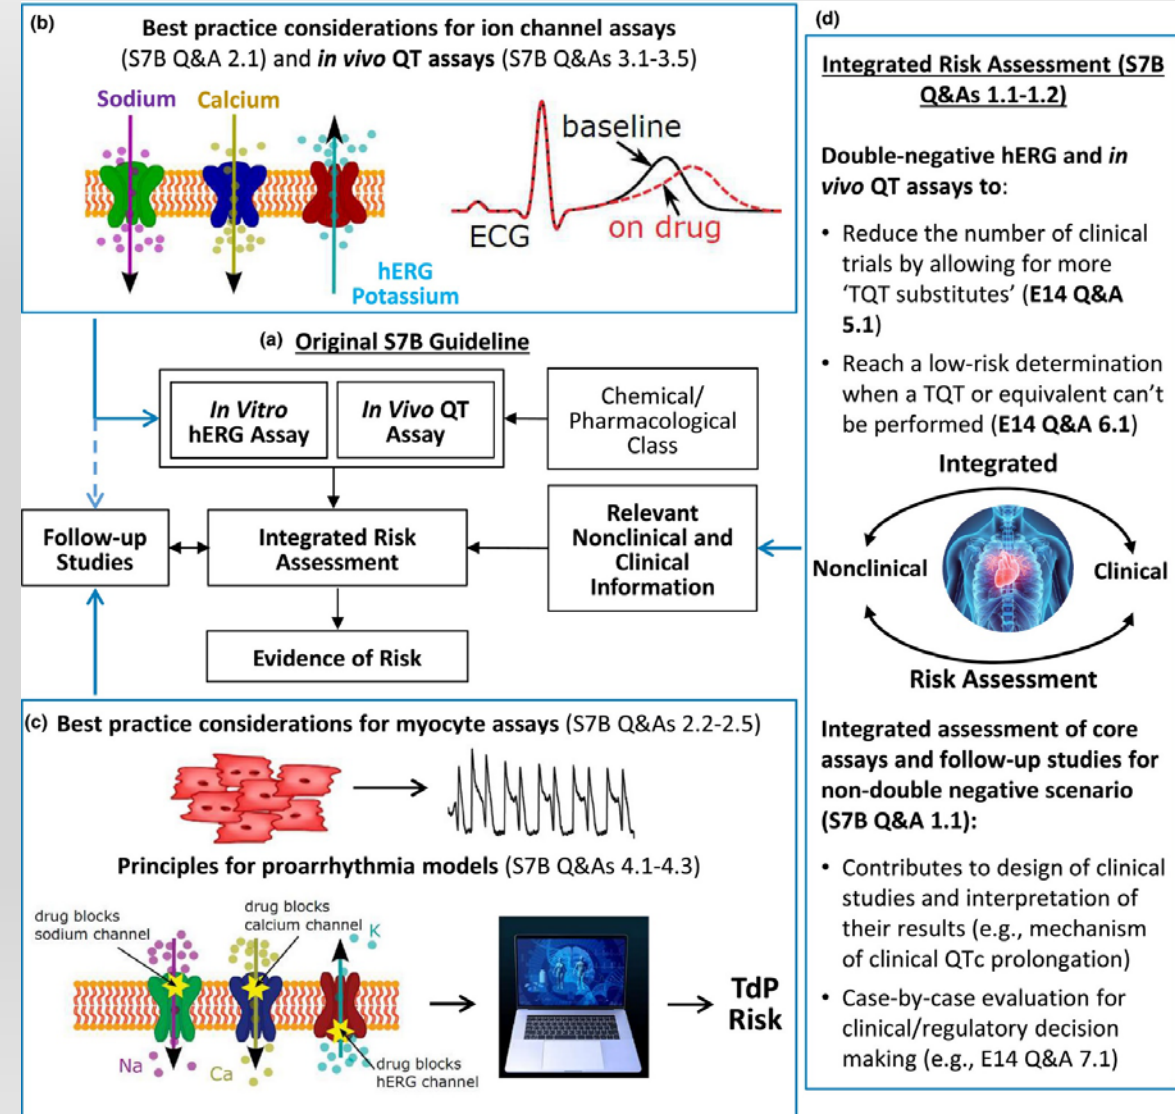 (b)
Best practice considerations for ion channel assays
(S7B Q&A 2.1) and in vivo QT assays (S7B Q&As 3.1-3.5)
Sodium
Calcium
hERG
Potassium
baseline
ECG
on drug
(a) Original S7B Guideline
In Vitro
hERG Assay
In Vivo QT
Assay
Chemical/
Pharmacological
Class
Follow-up
Studies
Integrated Risk
Assessment
Relevant
Nonclinical and
Clinical
Information
Evidence of Risk
(c) Best practice considerations for myocyte assays (S7B Q&As 2.2-2.5)
Principles for proarrhythmia models (S7B Q&As 4.1-4.3)
drug blocks
sodium channel
drug blocks
calcium channel
K
Na
Ca
drug blocks
hERG channel
TdP
Risk
(d)
Integrated Risk Assessment (S7B
Q&As 1.1-1.2)
Double-negative hERG and in
vivo QT assays to:
• Reduce the number of clinical
trials by allowing for more
‘TQT substitutes’ (E14 Q&A
5.1)
• Reach a low-risk determination
when a TQT or equivalent can’t
be performed (E14 Q&A 6.1)
Integrated
Nonclinical
Clinical
Risk Assessment
Integrated assessment of core
assays and follow-up studies for
non-double negative scenario
(S7B Q&A 1.1):
• Contributes to design of clinical
studies and interpretation of
their results (e.g., mechanism
of clinical QTc prolongation)
• Case-by-case evaluation for
clinical/regulatory decision
making (e.g., E14 Q&A 7.1)